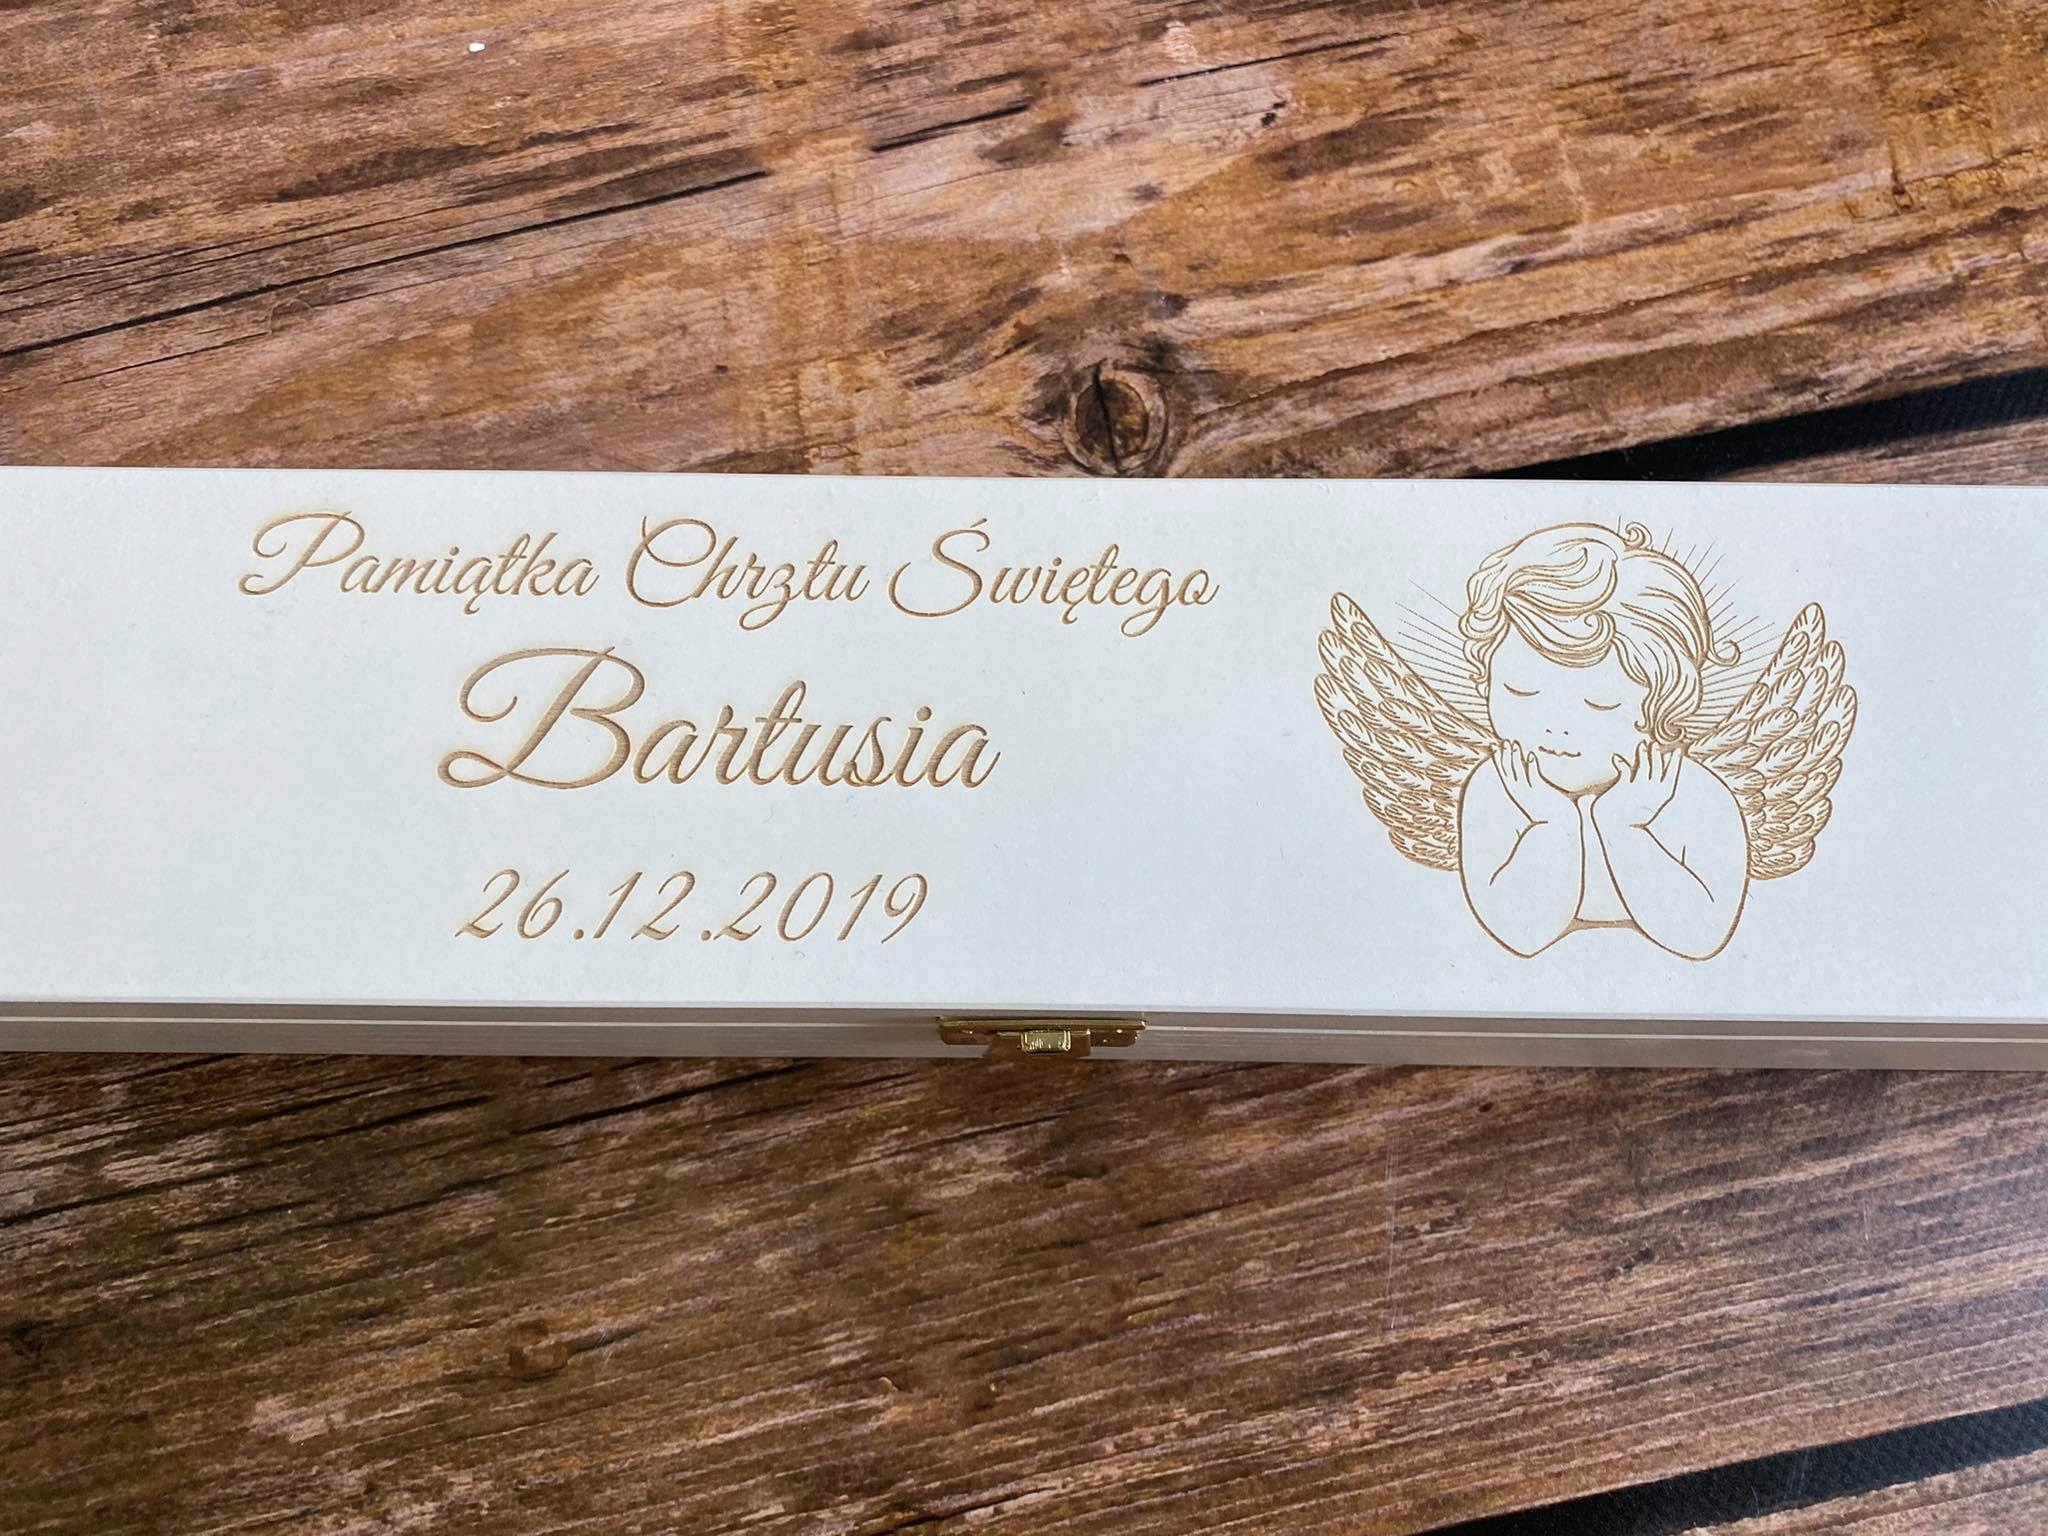 Pamiątka Chrztu Świętego
Bartusia
26.12.2019